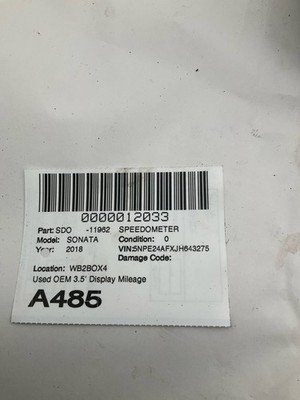 0000012033
Part: SDO -11962 SPEEDOMETER
Model: SONATA Condition: 0
Year: 2018 VIN:5NPE24AFXJH643275
Damage Code:
Location: WB2BOX4
Used OEM 3.5' Display Mileage
A485